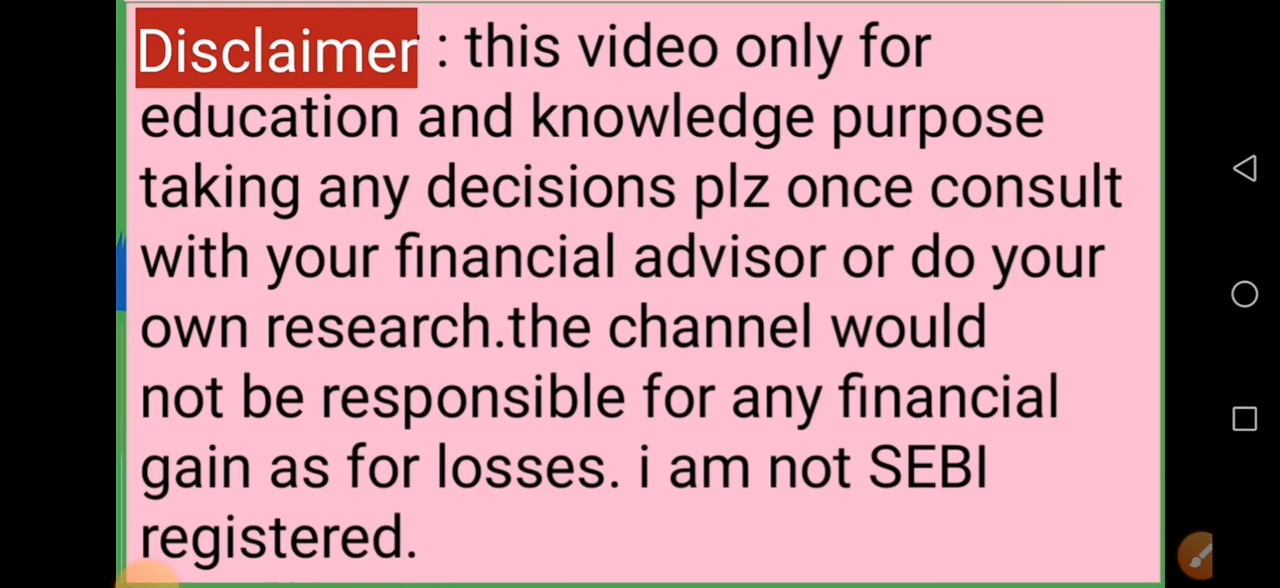 Disclaimer : this video only for
education and knowledge purpose
taking any decisions plz once consult
with your financial advisor or do your
own research.the channel would
not be responsible for any financial
gain as for losses. i am not SEBI
registered.